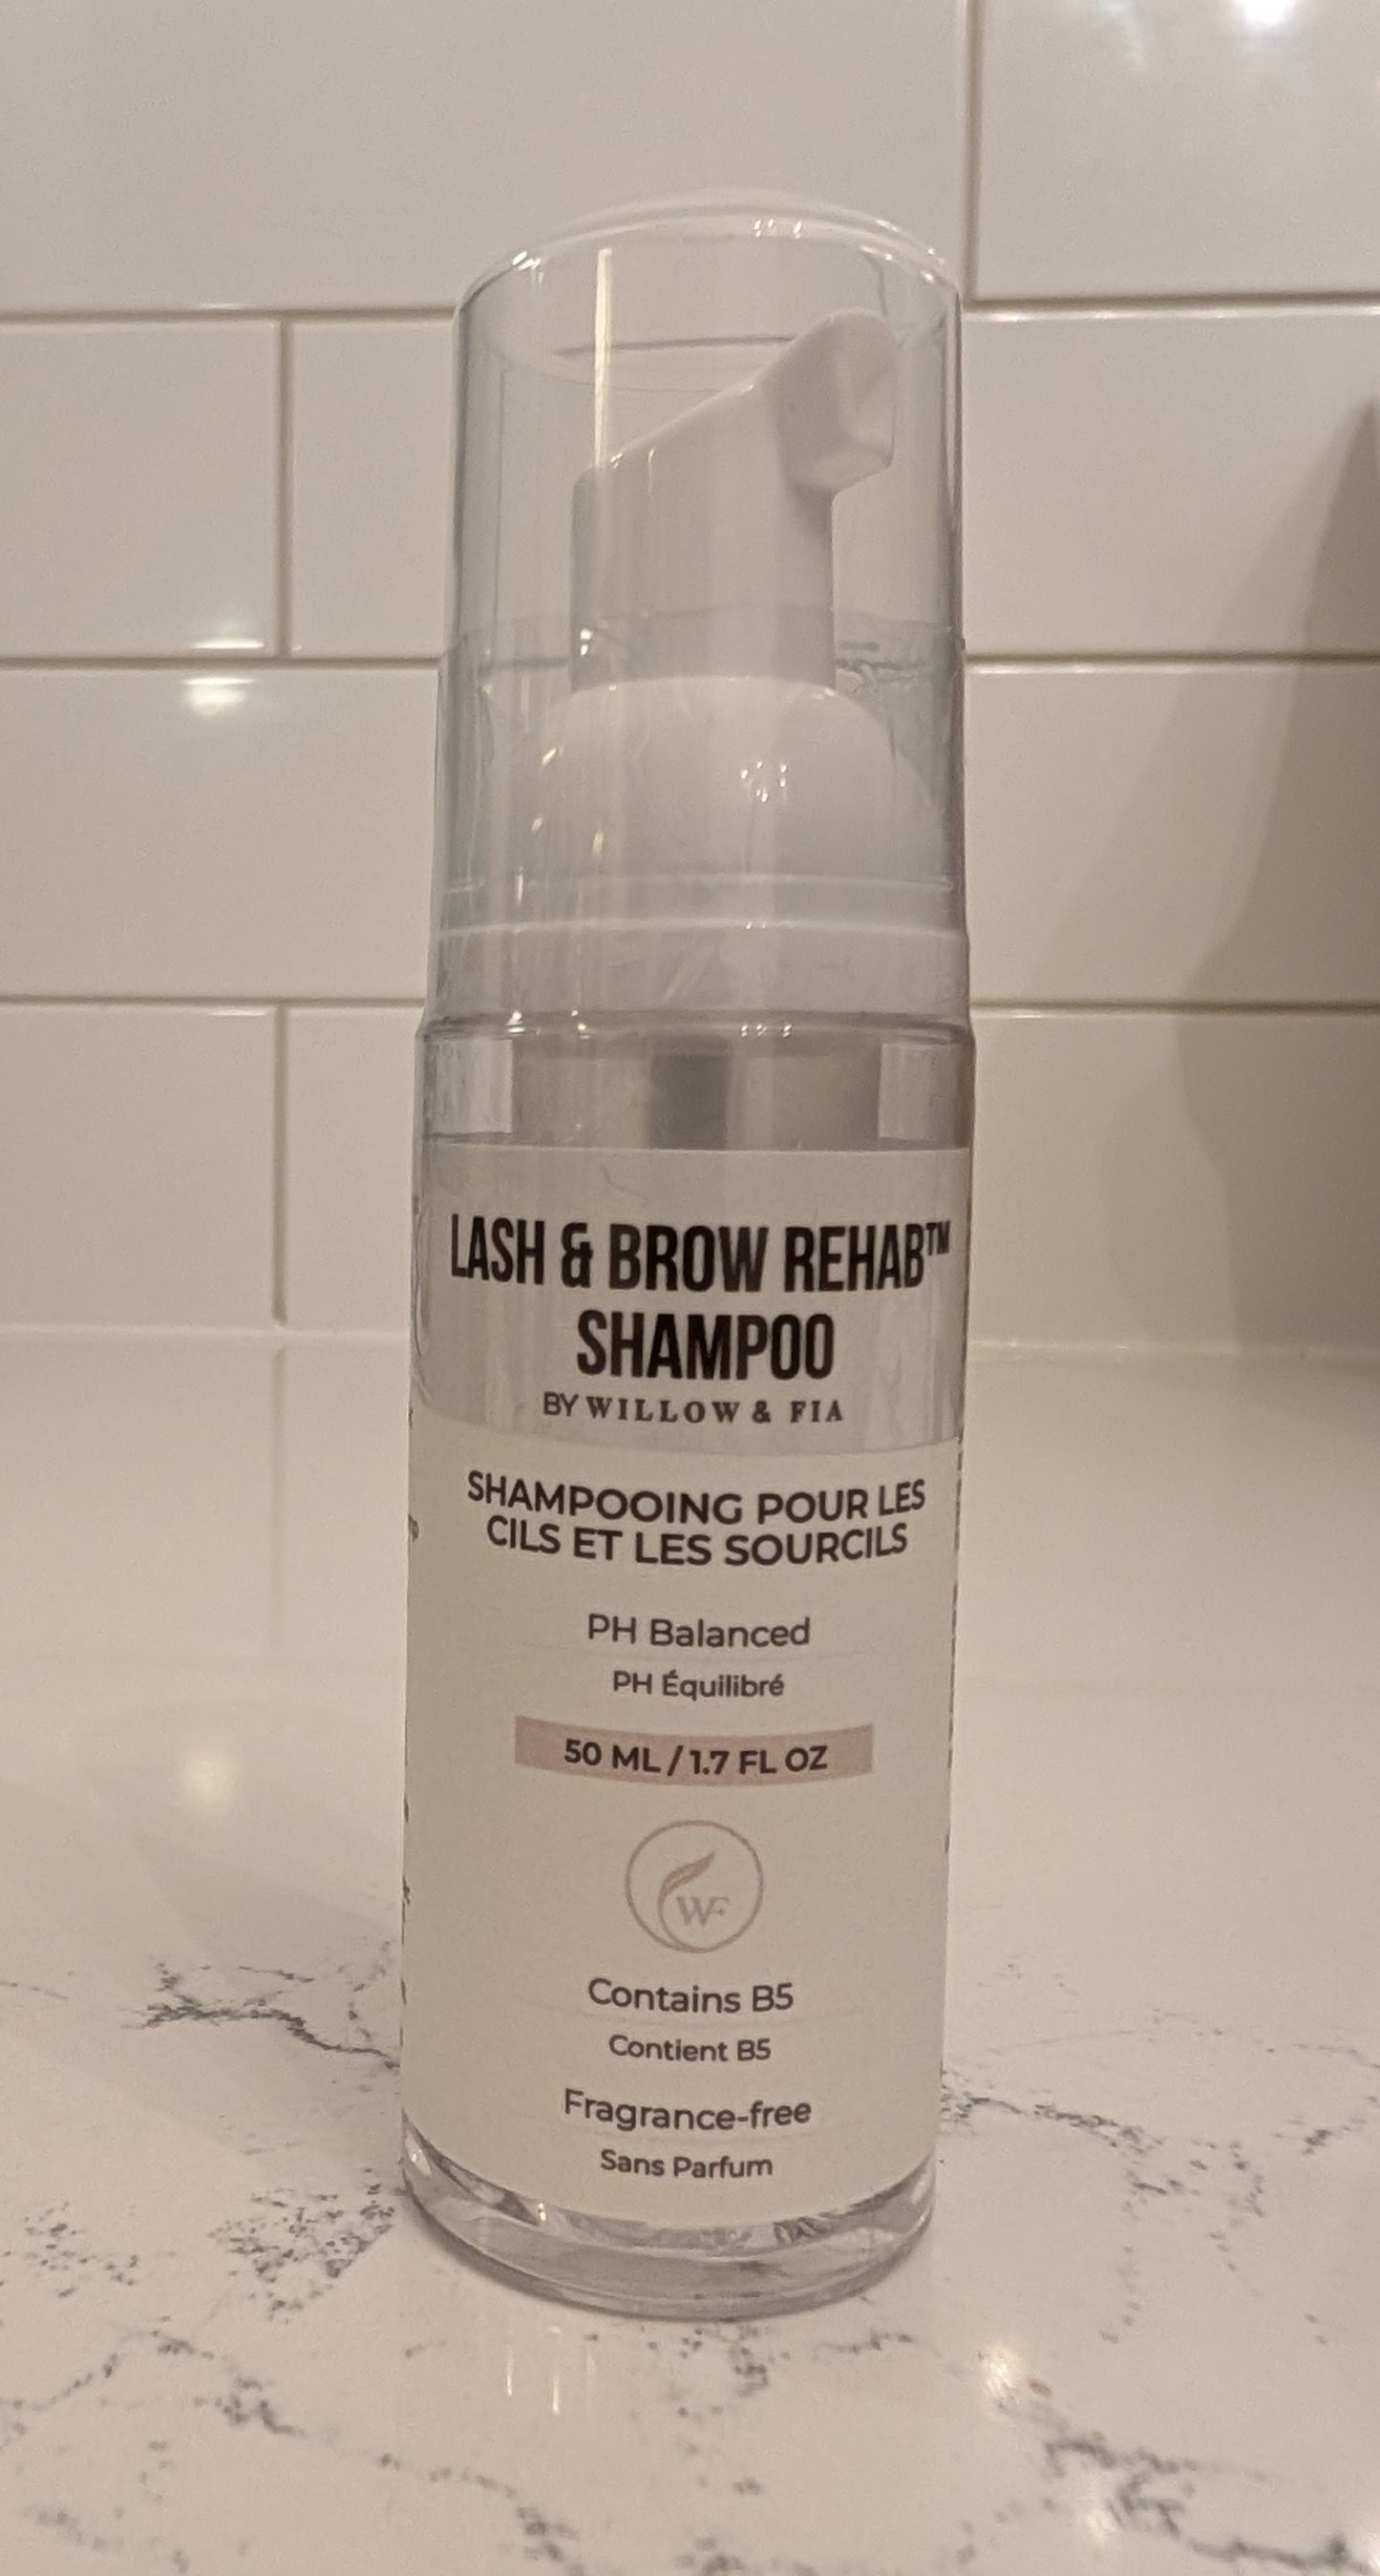 LASH & BROW REHAB™
SHAMPOO
BY WILLOW & FIA
SHAMPOOING POUR LES
CILS ET LES SOURCILS
PH Balanced
PH Équilibré
50 ML / 1.7 FL OZ
WF
Contains B5
Contient B5
Fragrance-free
Sans Parfum